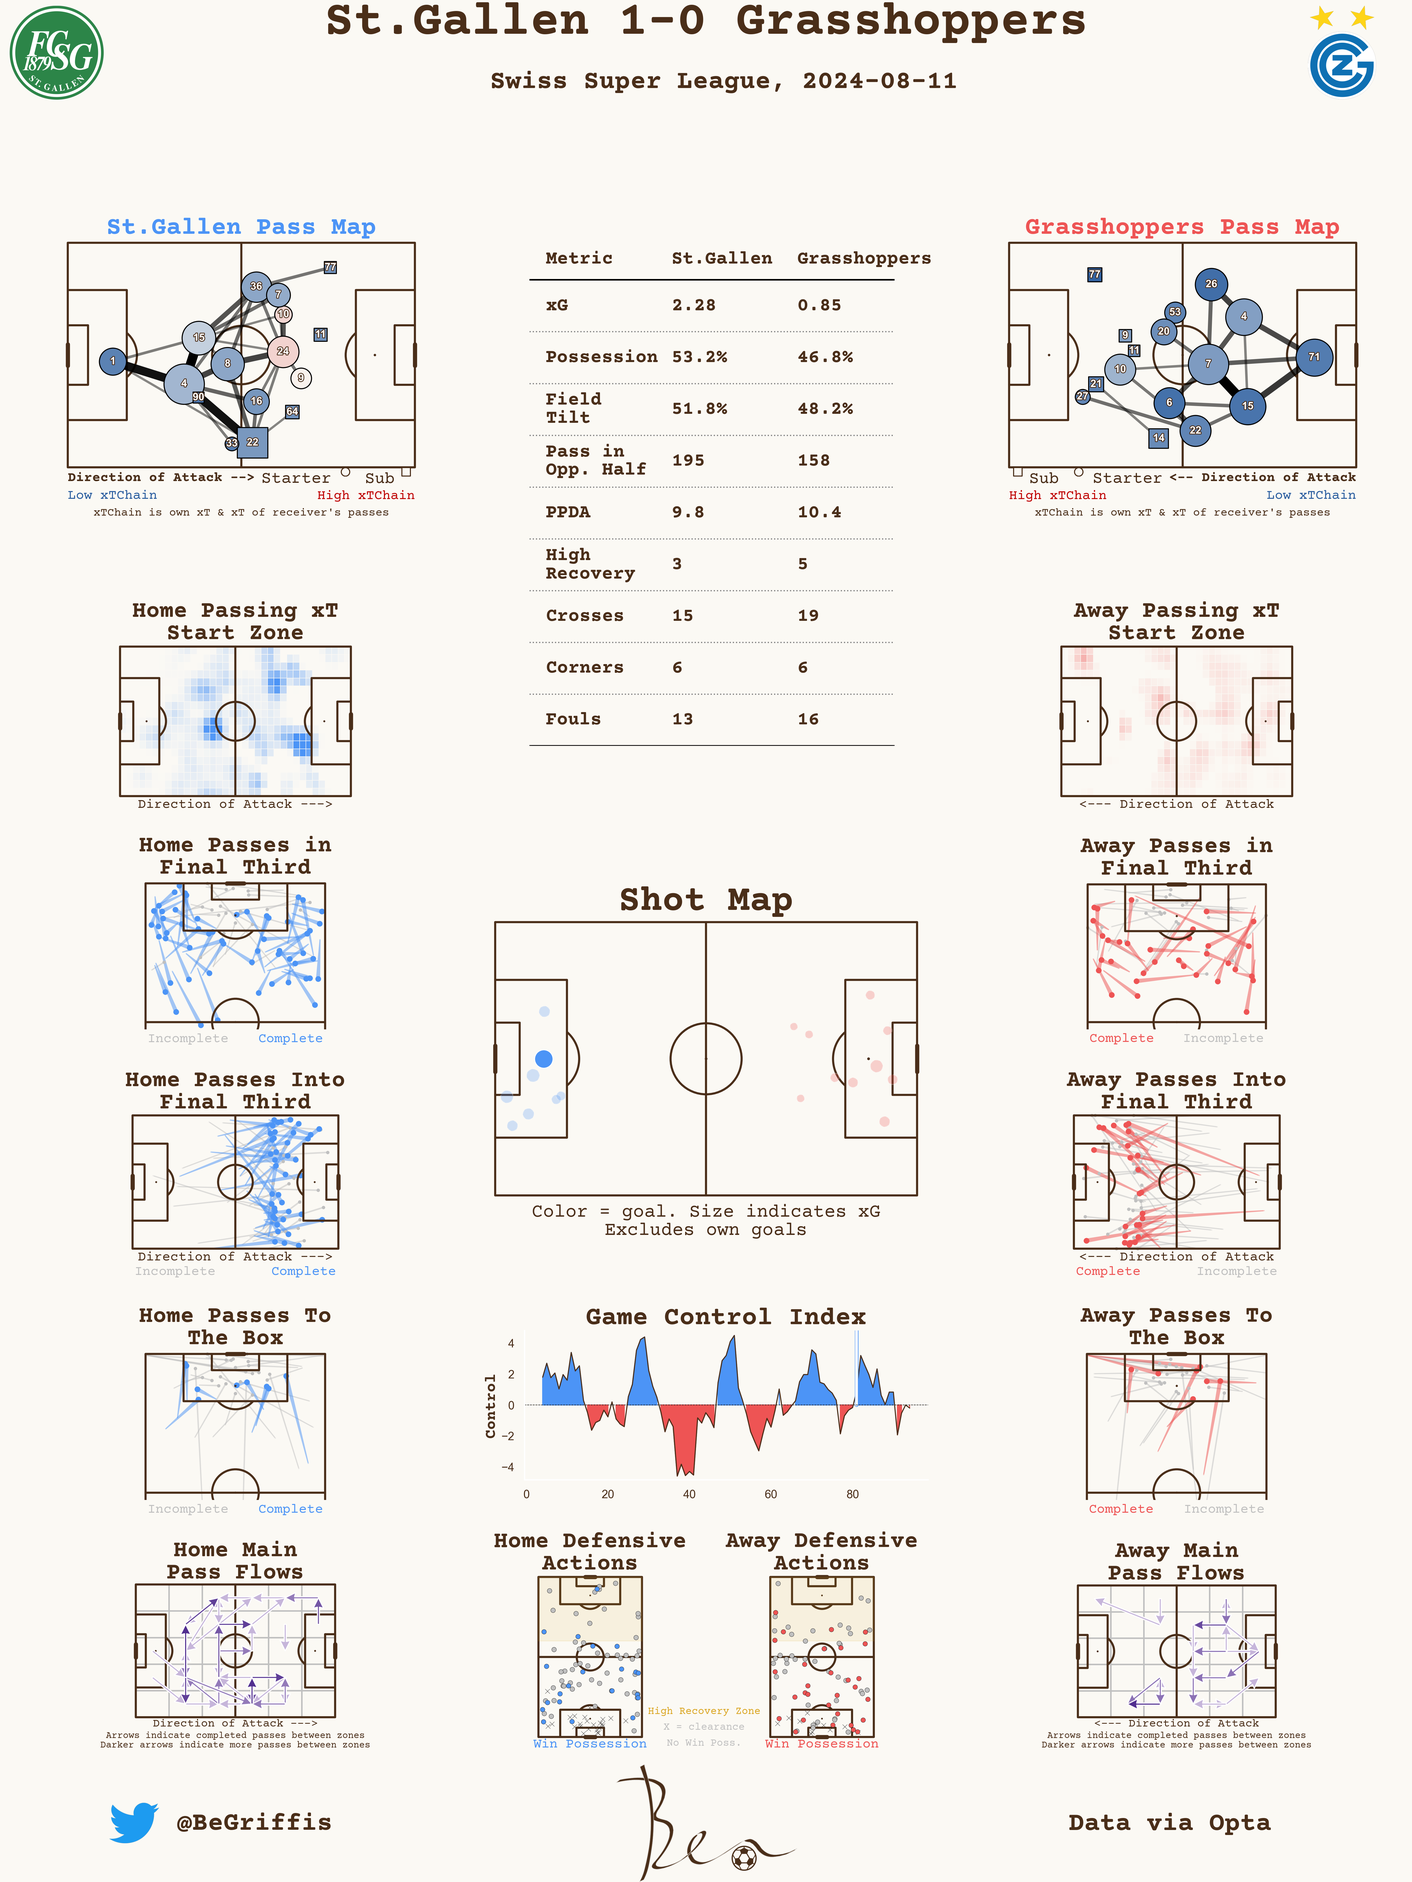 St.Gallen 1-0 Grasshoppers
Swiss Super League, 2024-08-11
FCSG
1879
ST. GALLEN
GCZ
St.Gallen Pass Map
77
36
7
10
15
11
24
1
8
9
4
90
16
64
33
22
Direction of Attack --> Starter Sub
Low xTChain High xTChain
xTChain is own xT & xT of receiver's passes
Metric St.Gallen Grasshoppers
xG 2.28 0.85
Possession 53.2% 46.8%
Field
Tilt 51.8% 48.2%
Pass in
Opp. Half 195 158
PPDA 9.8 10.4
High
Recovery 3 5
Crosses 15 19
Corners 6 6
Fouls 13 16
Grasshoppers Pass Map
77
26
53
4
20
9
11
71
7
10
21
27
6
15
22
14
Sub Starter <-- Direction of Attack
High xTChain Low xTChain
xTChain is own xT & xT of receiver's passes
Home Passing xT
Start Zone
Direction of Attack --->
Away Passing xT
Start Zone
<--- Direction of Attack
Home Passes in
Final Third
Incomplete Complete
Away Passes in
Final Third
Complete Incomplete
Shot Map
Color = goal. Size indicates xG
Excludes own goals
Home Passes Into
Final Third
Direction of Attack --->
Incomplete Complete
Away Passes Into
Final Third
<--- Direction of Attack
Complete Incomplete
Home Passes To
The Box
Incomplete Complete
Game Control Index
Control
4
2
0
−2
−4
0 20 40 60 80
Away Passes To
The Box
Complete Incomplete
Home Main
Pass Flows
Direction of Attack --->
Arrows indicate completed passes between zones
Darker arrows indicate more passes between zones
Home Defensive
Actions
Win Possession
High Recovery Zone
X = clearance
No Win Poss.
Away Defensive
Actions
Win Possession
Away Main
Pass Flows
<--- Direction of Attack
Arrows indicate completed passes between zones
Darker arrows indicate more passes between zones
@BeGriffis
Ben
Data via Opta